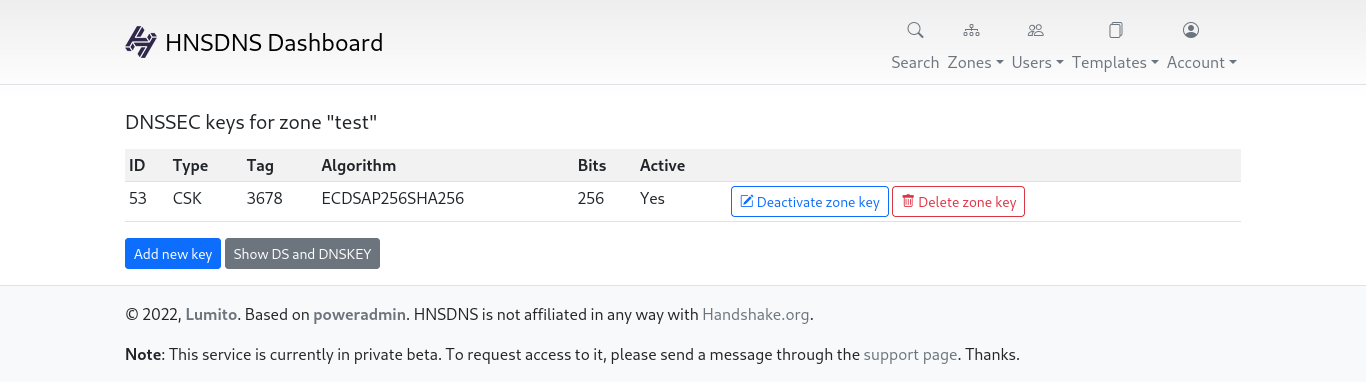 HNSDNS Dashboard
Search Zones Users Templates Account
DNSSEC keys for zone "test"
ID Type Tag Algorithm Bits Active
53 CSK 3678 ECDSAP256SHA256 256 Yes Deactivate zone key Delete zone key
Add new key Show DS and DNSKEY
© 2022, Lumito. Based on poweradmin. HNSDNS is not affiliated in any way with Handshake.org.
Note: This service is currently in private beta. To request access to it, please send a message through the support page. Thanks.